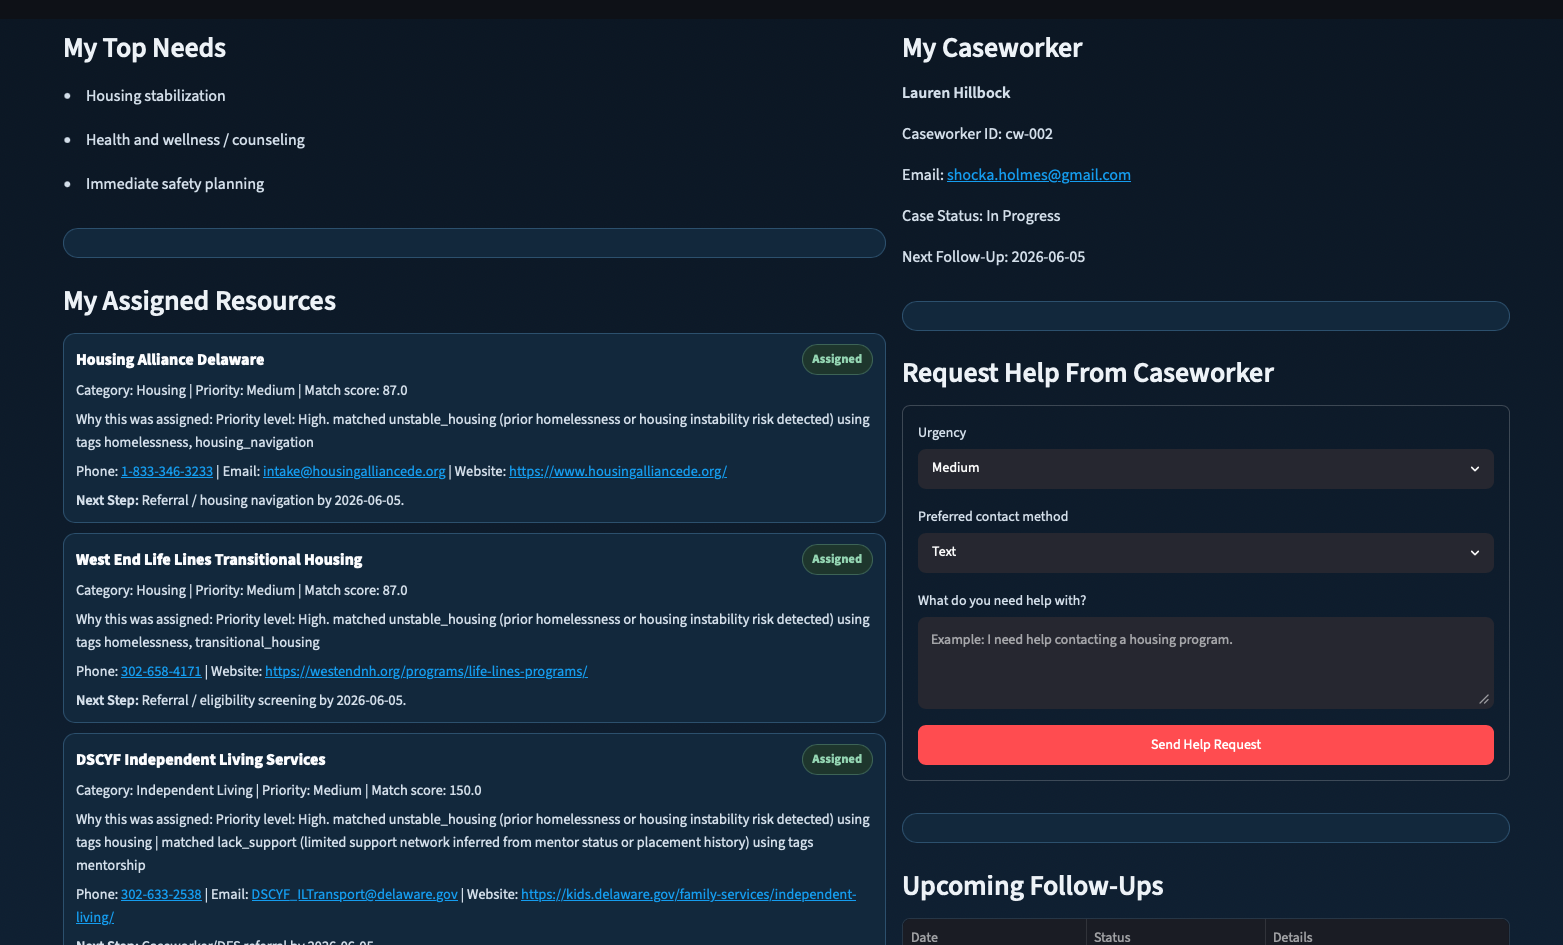 My Top Needs
Housing stabilization
Health and wellness / counseling
Immediate safety planning
My Assigned Resources
Housing Alliance Delaware
Assigned
Category: Housing | Priority: Medium | Match score: 87.0
Why this was assigned: Priority level: High. matched unstable_housing (prior homelessness or housing instability risk detected) using
tags homelessness, housing_navigation
Phone: 1-833-346-3233 | Email: intake@housingalliancede.org | Website: https://www.housingalliancede.org/
Next Step: Referral / housing navigation by 2026-06-05.
West End Life Lines Transitional Housing
Assigned
Category: Housing | Priority: Medium | Match score: 87.0
Why this was assigned: Priority level: High. matched unstable_housing (prior homelessness or housing instability risk detected) using
tags homelessness, transitional_housing
Phone: 302-658-4171 | Website: https://westendnh.org/programs/life-lines-programs/
Next Step: Referral / eligibility screening by 2026-06-05.
DSCYF Independent Living Services
Assigned
Category: Independent Living | Priority: Medium | Match score: 150.0
Why this was assigned: Priority level: High. matched unstable_housing (prior homelessness or housing instability risk detected) using
tags housing | matched lack_support (limited support network inferred from mentor status or placement history) using tags
mentorship
Phone: 302-633-2538 | Email: DSCYF_ILTransport@delaware.gov | Website: https://kids.delaware.gov/family-services/independent-
living/
Next Step: Caseworker/DFS referral by 2026-06-05.
My Caseworker
Lauren Hillbock
Caseworker ID: cw-002
Email: shocka.holmes@gmail.com
Case Status: In Progress
Next Follow-Up: 2026-06-05
Request Help From Caseworker
Urgency
Medium
Preferred contact method
Text
What do you need help with?
Example: I need help contacting a housing program.
Send Help Request
Upcoming Follow-Ups
Date
Status
Details